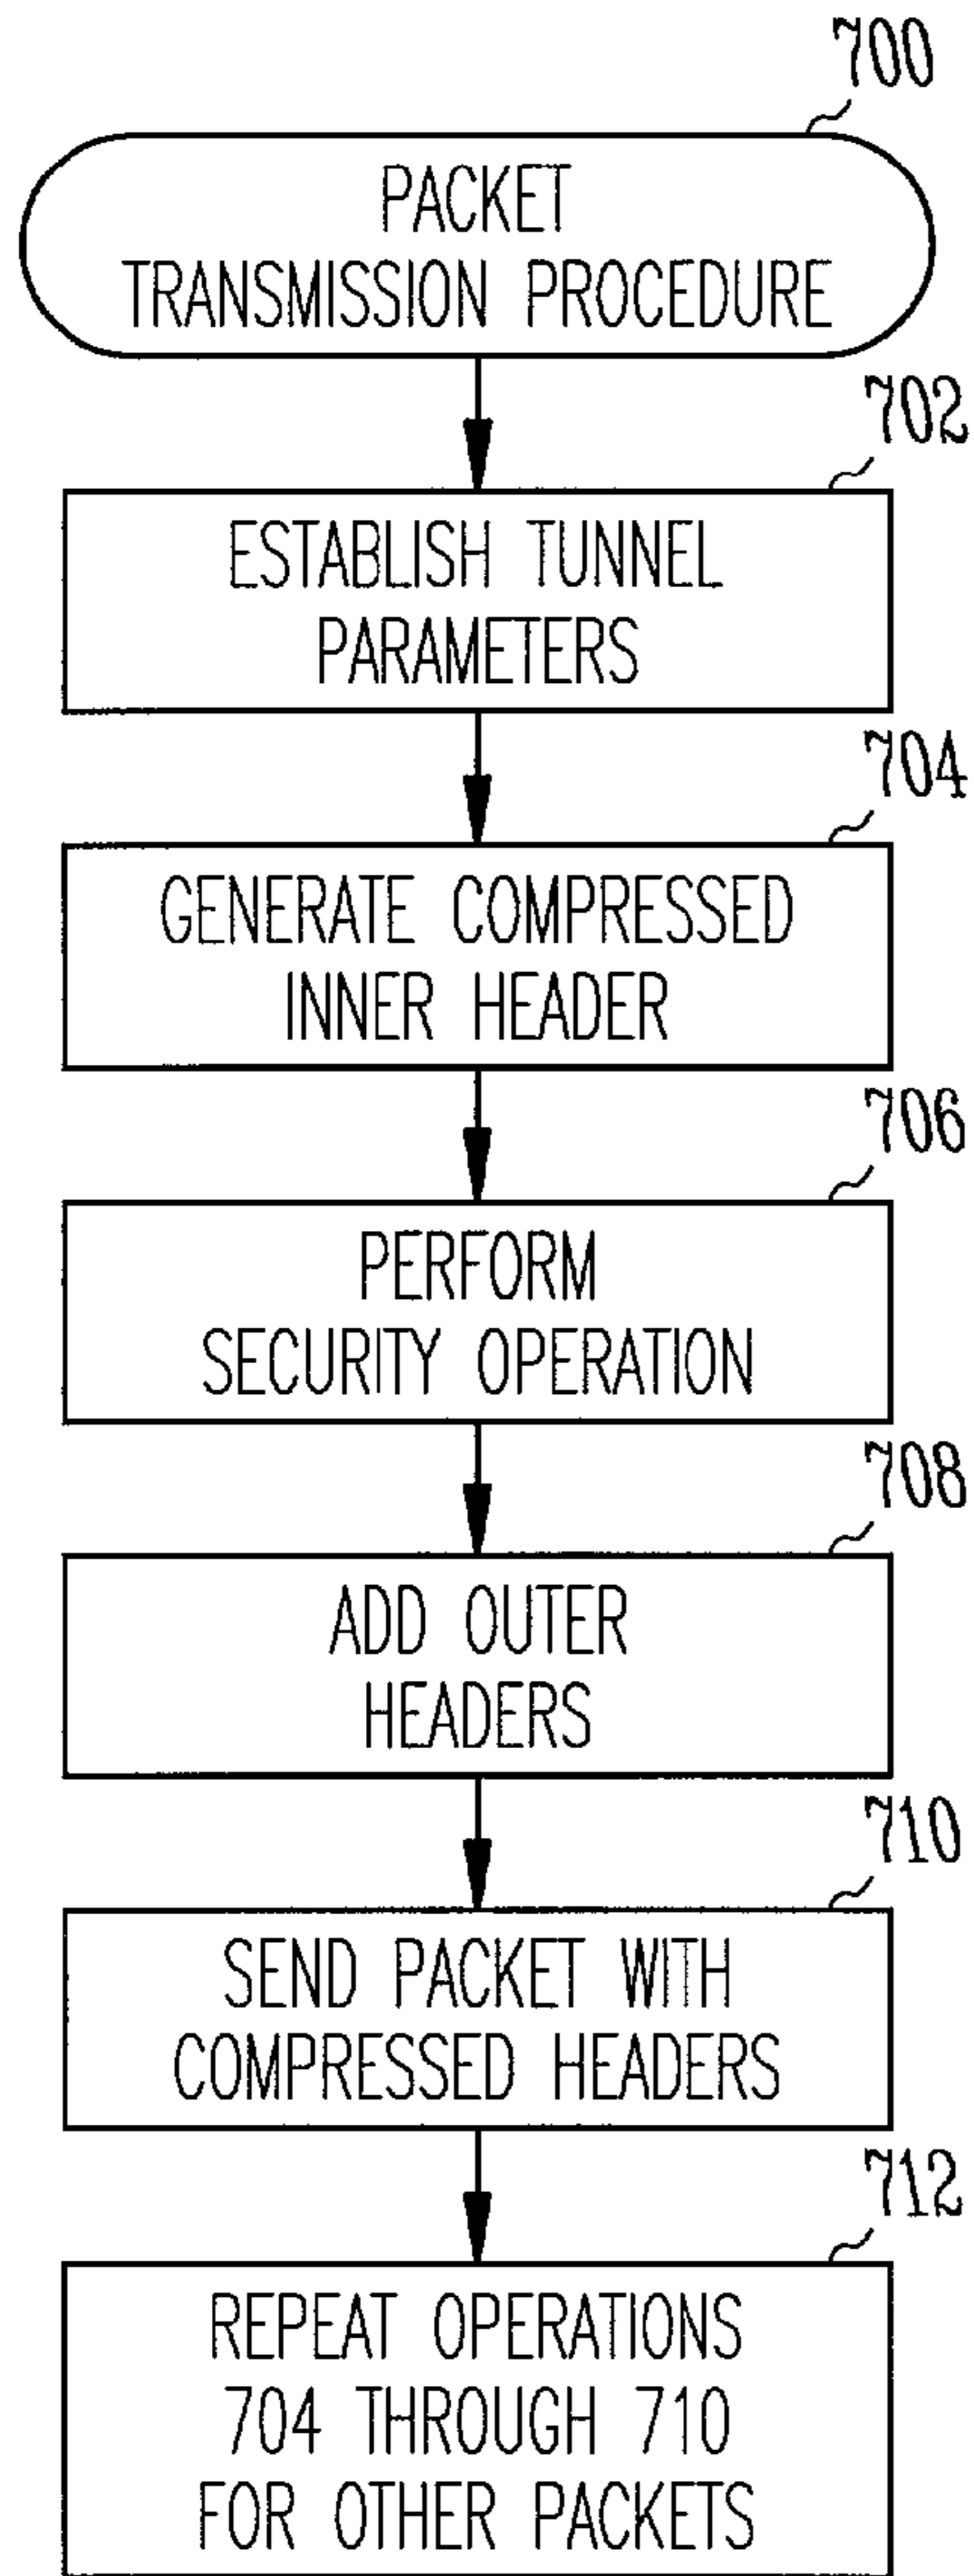 700
PACKET
TRANSMISSION PROCEDURE
702
ESTABLISH TUNNEL
PARAMETERS
704
GENERATE COMPRESSED
INNER HEADER
706
PERFORM
SECURITY OPERATION
708
ADD OUTER
HEADERS
710
SEND PACKET WITH
COMPRESSED HEADERS
712
REPEAT OPERATIONS
704 THROUGH 710
FOR OTHER PACKETS